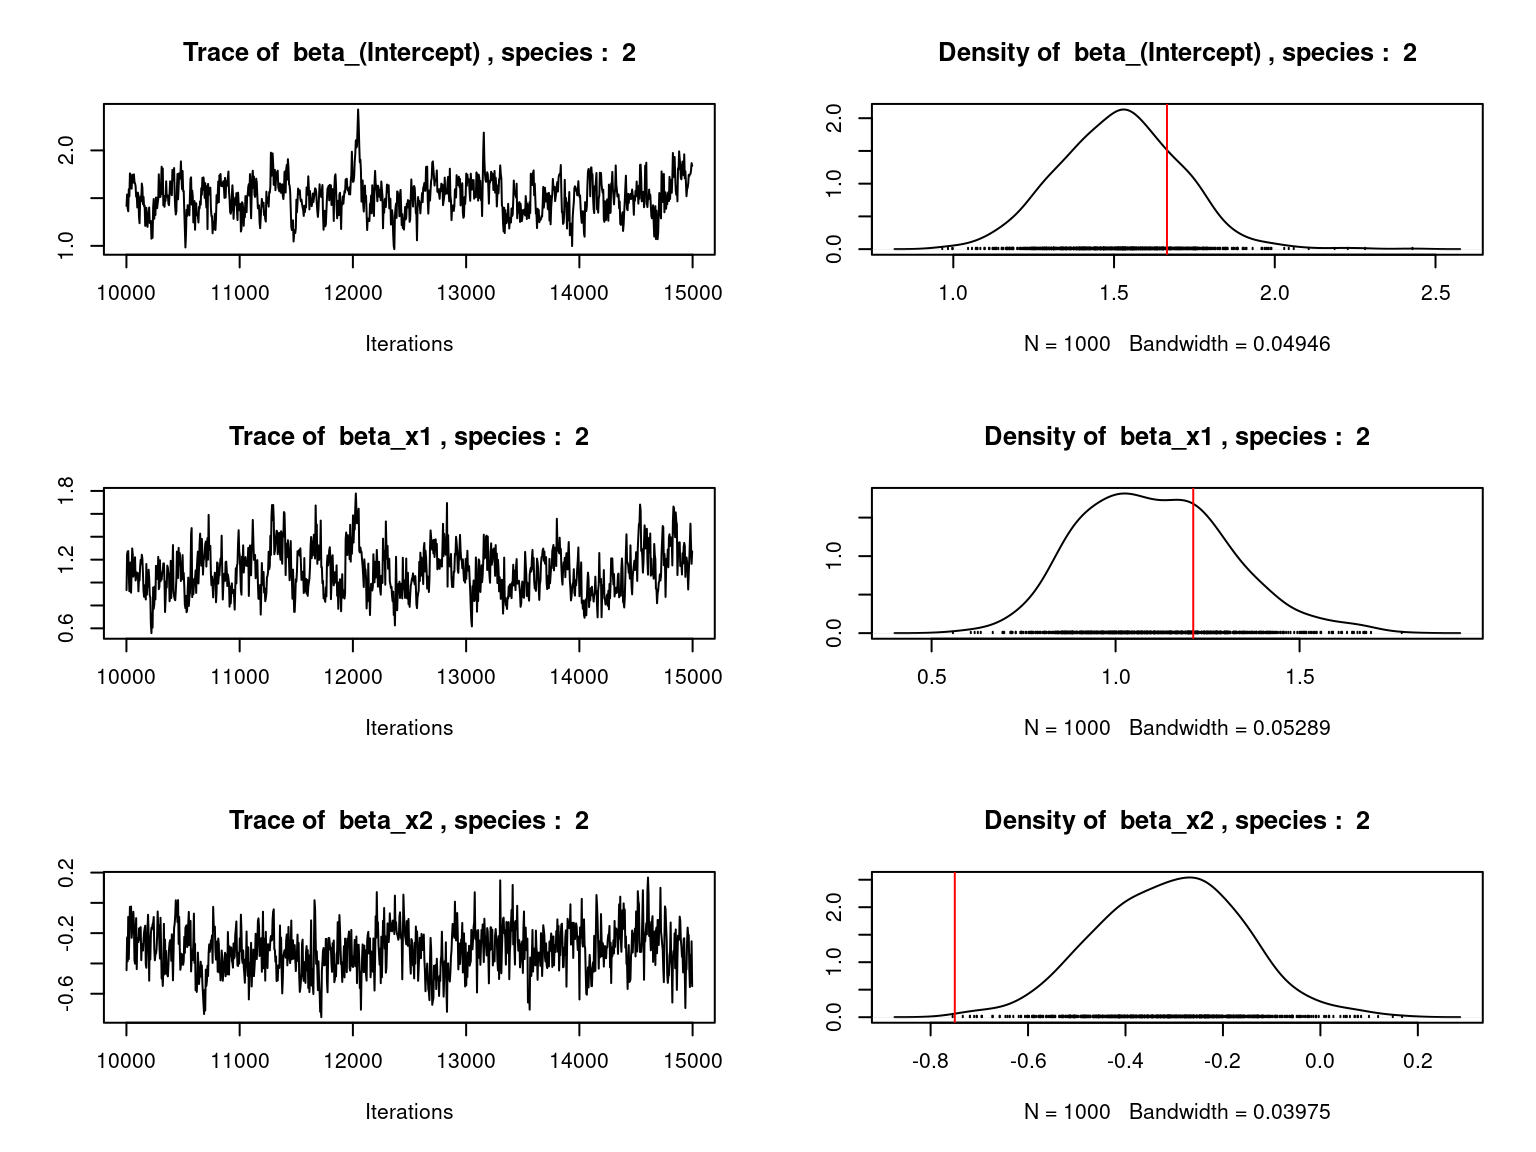 Trace of beta_(Intercept) , species : 2
2.0
1.0
10000 11000 12000 13000 14000 15000
Iterations
Density of beta_(Intercept) , species : 2
2.0
1.0
0.0
1.0 1.5 2.0 2.5
N = 1000 Bandwidth = 0.04946
Trace of beta_x1 , species : 2
1.8
1.2
0.6
10000 11000 12000 13000 14000 15000
Iterations
Density of beta_x1 , species : 2
1.0
0.0
0.5 1.0 1.5
N = 1000 Bandwidth = 0.05289
Trace of beta_x2 , species : 2
0.2
-0.2
-0.6
10000 11000 12000 13000 14000 15000
Iterations
Density of beta_x2 , species : 2
2.0
1.0
0.0
-0.8 -0.6 -0.4 -0.2 0.0 0.2
N = 1000 Bandwidth = 0.03975